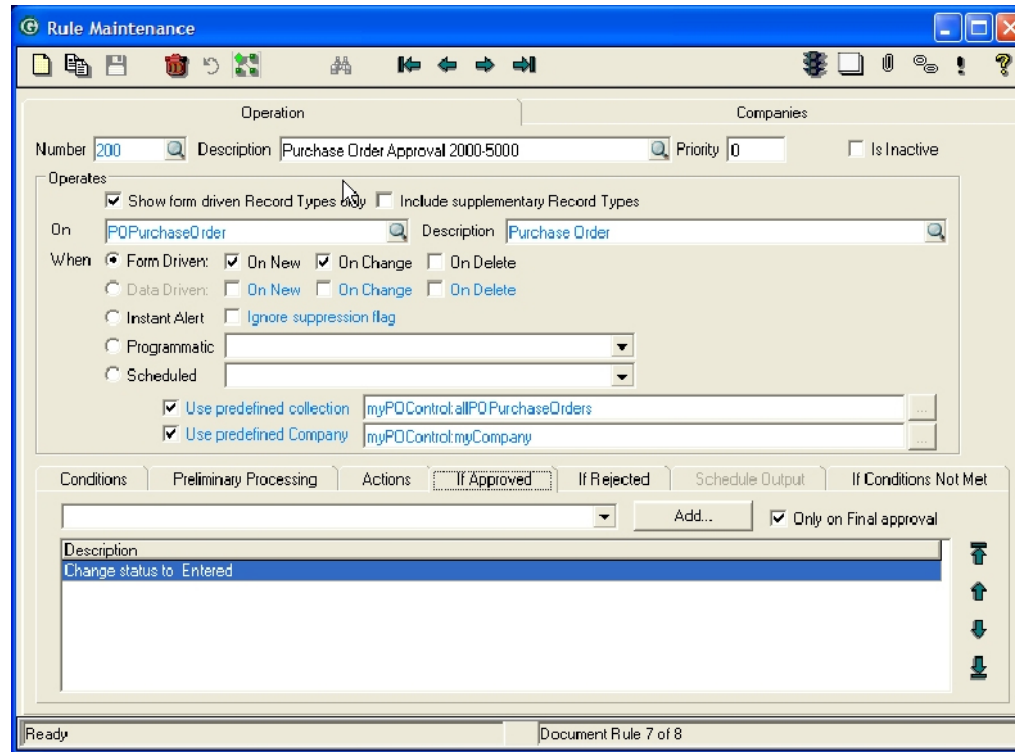 Rule Maintenance
Operation Companies
Number 200 Description Purchase Order Approval 2000-5000 Priority 0 Is Inactive
Operates
Show form driven Record Types only Include supplementary Record Types
On POPurchaseOrder Description Purchase Order
When Form Driven: On New On Change On Delete
Data Driven: On New On Change On Delete
Instant Alert Ignore suppression flag
Programmatic
Scheduled
Use predefined collection myPOControl:allPOPurchaseOrders ...
Use predefined Company myPOControl:myCompany ...
Conditions Preliminary Processing Actions If Approved If Rejected Schedule Output If Conditions Not Met
Add... Only on Final approval
Description
Change status to Entered
Ready Document Rule 7 of 8